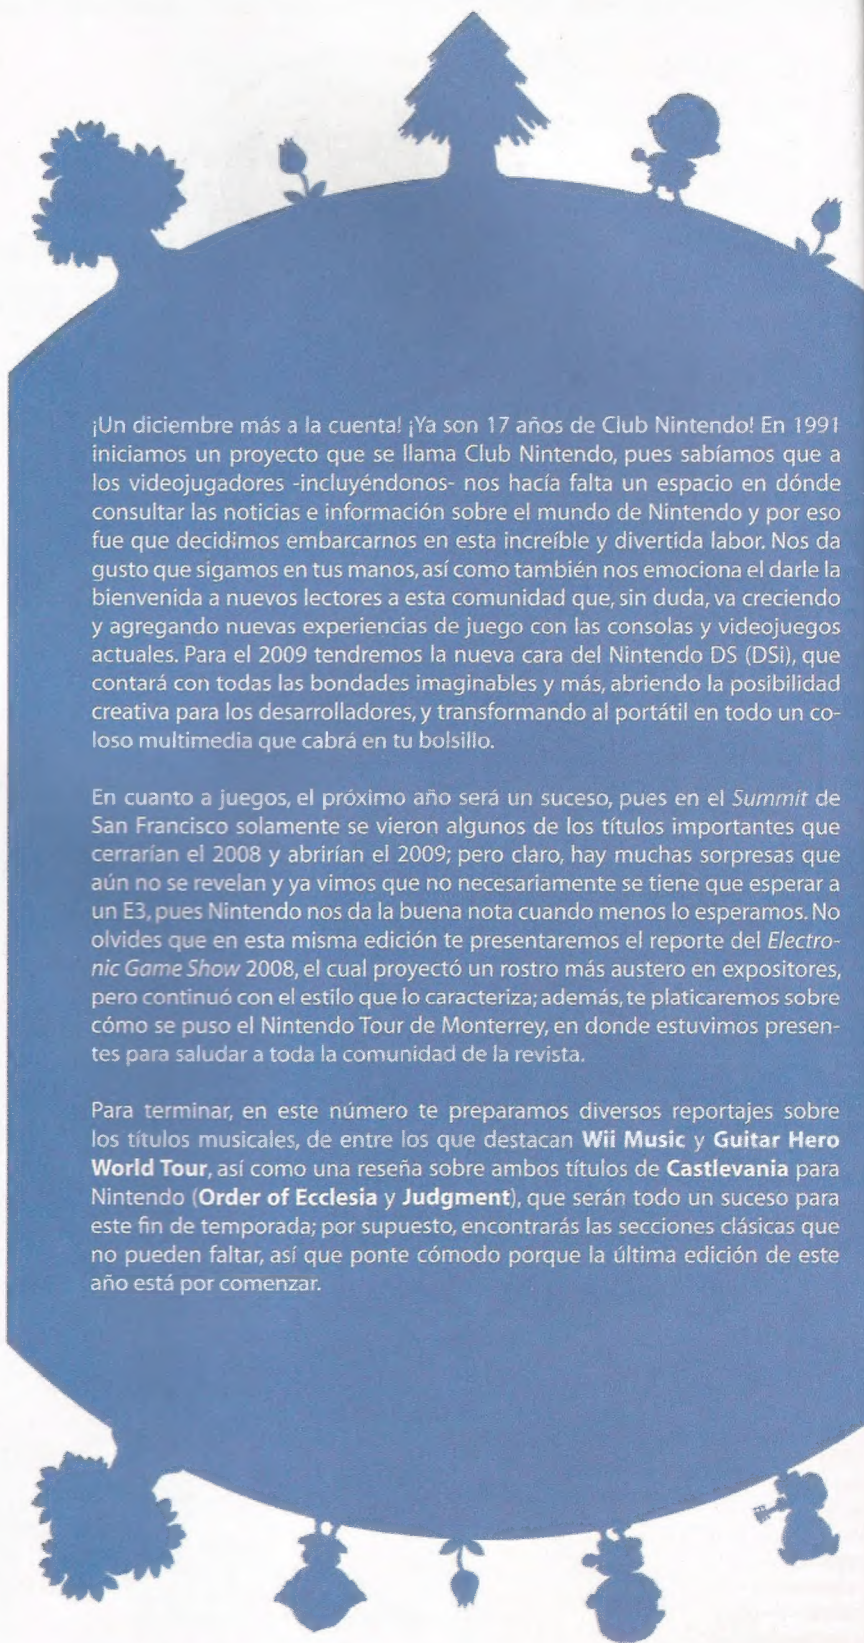 ¡Un diciembre más a la cuenta! ¡Ya son 17 años de Club Nintendo! En 1991
iniciamos un proyecto que se llama Club Nintendo, pues sabíamos que a
los videojugadores -incluyéndonos- nos hacía falta un espacio en dónde
consultar las noticias e información sobre el mundo de Nintendo y por eso
fue que decidimos embarcarnos en esta increíble y divertida labor. Nos da
gusto que sigamos en tus manos, así como también nos emociona el darle la
bienvenida a nuevos lectores a esta comunidad que, sin duda, va creciendo
y agregando nuevas experiencias de juego con las consolas y videojuegos
actuales. Para el 2009 tendremos la nueva cara del Nintendo DS (DSi), que
contará con todas las bondades imaginables y más, abriendo la posibilidad
creativa para los desarrolladores, y transformando al portátil en todo un co-
loso multimedia que cabrá en tu bolsillo.

En cuanto a juegos, el próximo año será un suceso, pues en el Summit de
San Francisco solamente se vieron algunos de los títulos importantes que
cerrarían el 2008 y abrirían el 2009; pero claro, hay muchas sorpresas que
aún no se revelan y ya vimos que no necesariamente se tiene que esperar a
un E3, pues Nintendo nos da la buena nota cuando menos lo esperamos. No
olvides que en esta misma edición te presentaremos el reporte del Electro-
nic Game Show 2008, el cual proyectó un rostro más austero en expositores,
pero continuó con el estilo que lo caracteriza; además, te platicaremos sobre
cómo se puso el Nintendo Tour de Monterrey, en donde estuvimos presen-
tes para saludar a toda la comunidad de la revista.

Para terminar, en este número te preparamos diversos reportajes sobre
los títulos musicales, de entre los que destacan Wii Music y Guitar Hero
World Tour, así como una reseña sobre ambos títulos de Castlevania para
Nintendo (Order of Ecclesia y Judgment), que serán todo un suceso para
este fin de temporada; por supuesto, encontrarás las secciones clásicas que
no pueden faltar, así que ponte cómodo porque la última edición de este
año está por comenzar.